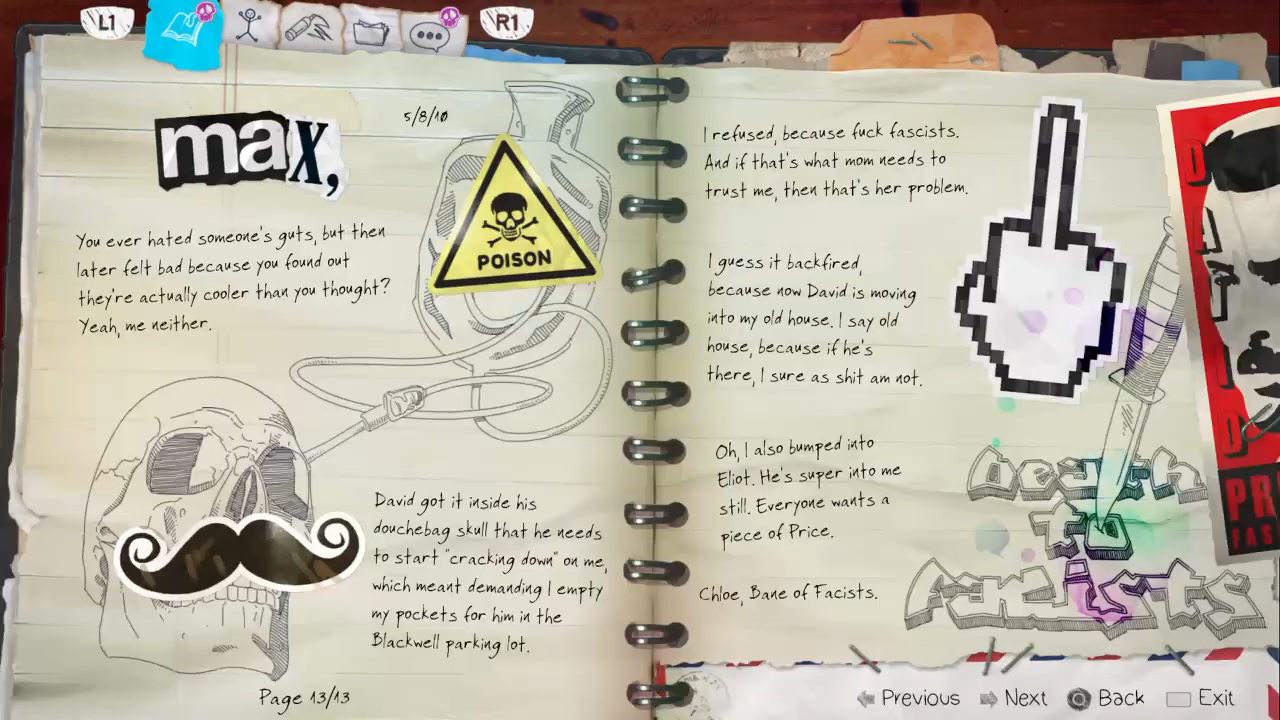 L1
R1
max,
5/8/10
POISON
You ever hated someone's guts, but then
later felt bad because you found out
they're actually cooler than you thought?
Yeah, me neither.
David got it inside his
douchebag skull that he needs
to start "cracking down" on me,
which meant demanding I empty
my pockets for him in the
Blackwell parking lot.
Page 13/13
I refused, because fuck fascists.
And if that's what mom needs to
trust me, then that's her problem.
I guess it backfired,
because now David is moving
into my old house. I say old
house, because if he's
there, I sure as shit am not.
Oh, I also bumped into
Eliot. He's super into me
still. Everyone wants a
piece of Price.
Chloe, Bane of Facists.
death
to
fascists
Previous
Next
Back
Exit